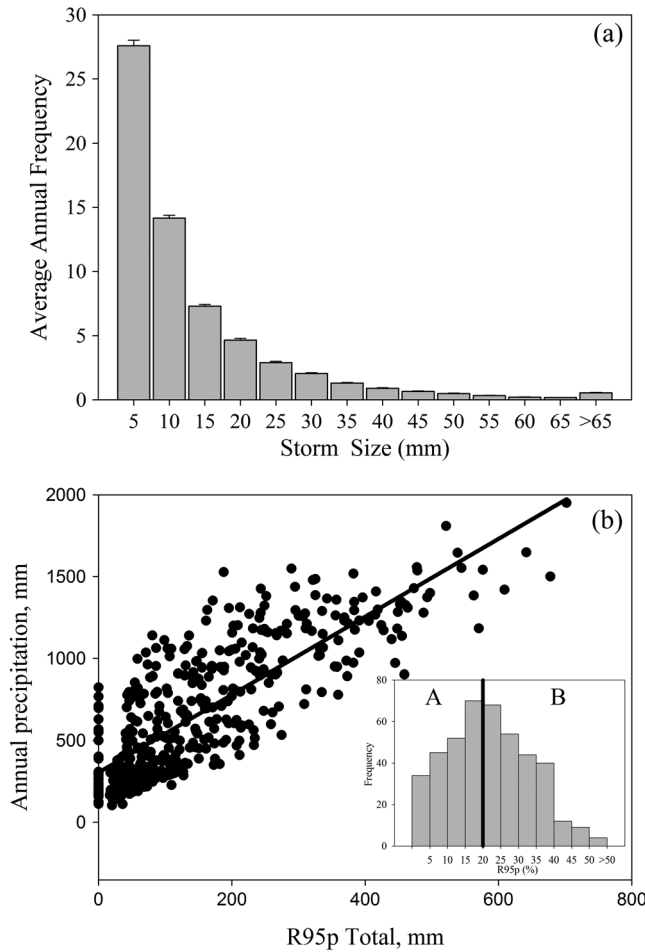 (a)
30
25
20
15
10
5
0
Average Annual Frequency
5 10 15 20 25 30 35 40 45 50 55 60 65 >65
Storm Size (mm)
(b)
2000
1500
1000
500
0
Annual precipitation, mm
0 200 400 600 800
R95p Total, mm
A B
80
60
40
20
0
Frequency
5 10 15 20 25 30 35 40 45 50 >50
R95p (%)